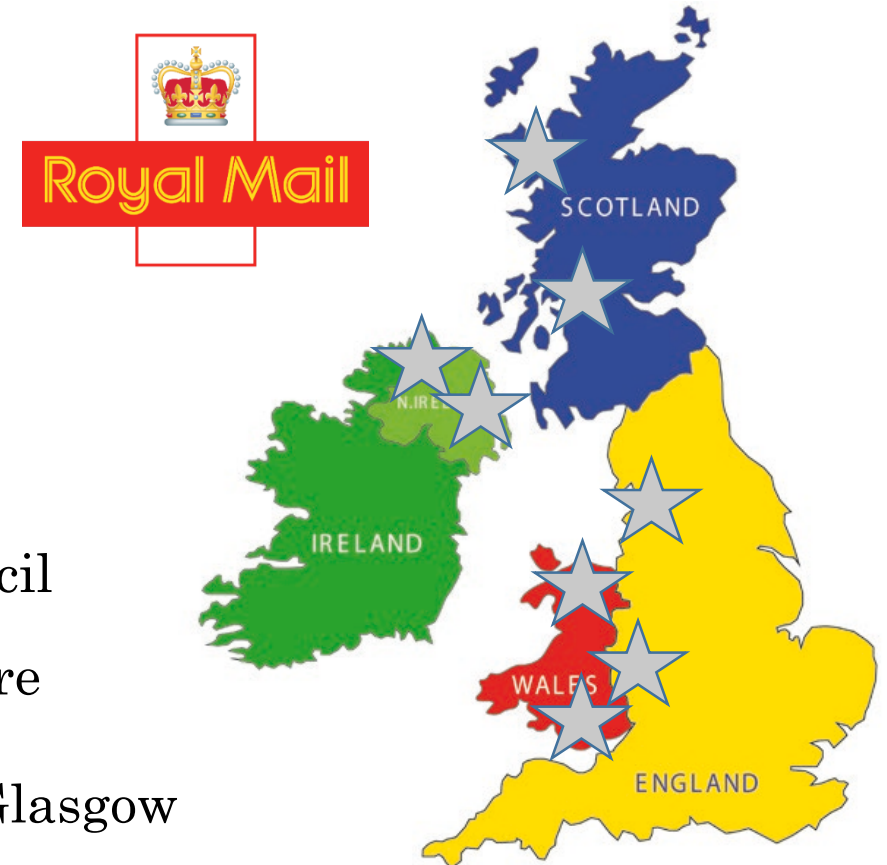 Royal Mail
SCOTLAND
N.IRE
IRELAND
cil
WALES
re
ENGLAND
Glasgow